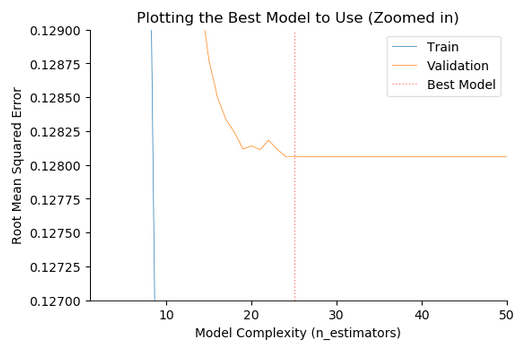 Plotting the Best Model to Use (Zoomed in)
0.12900
0.12875
0.12850
0.12825
0.12800
0.12775
0.12750
0.12725
0.12700
Root Mean Squared Error
Train
Validation
Best Model
10 20 30 40 50
Model Complexity (n_estimators)